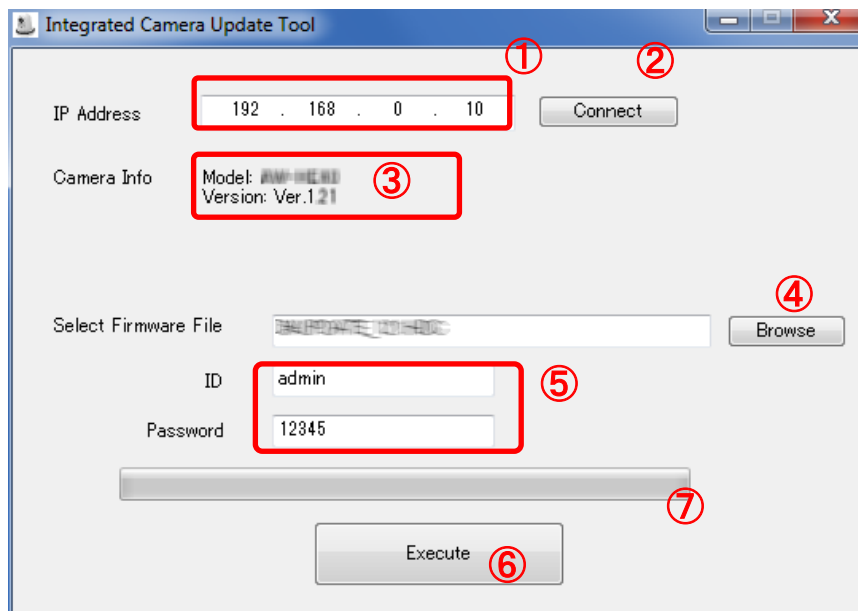 Integrated Camera Update Tool
①
②
IP Address 192 . 168 . 0 . 10 Connect
Camera Info Model: ③
Version: Ver.1.21
④
Select Firmware File Browse
ID admin ⑤
Password 12345
⑦
Execute ⑥